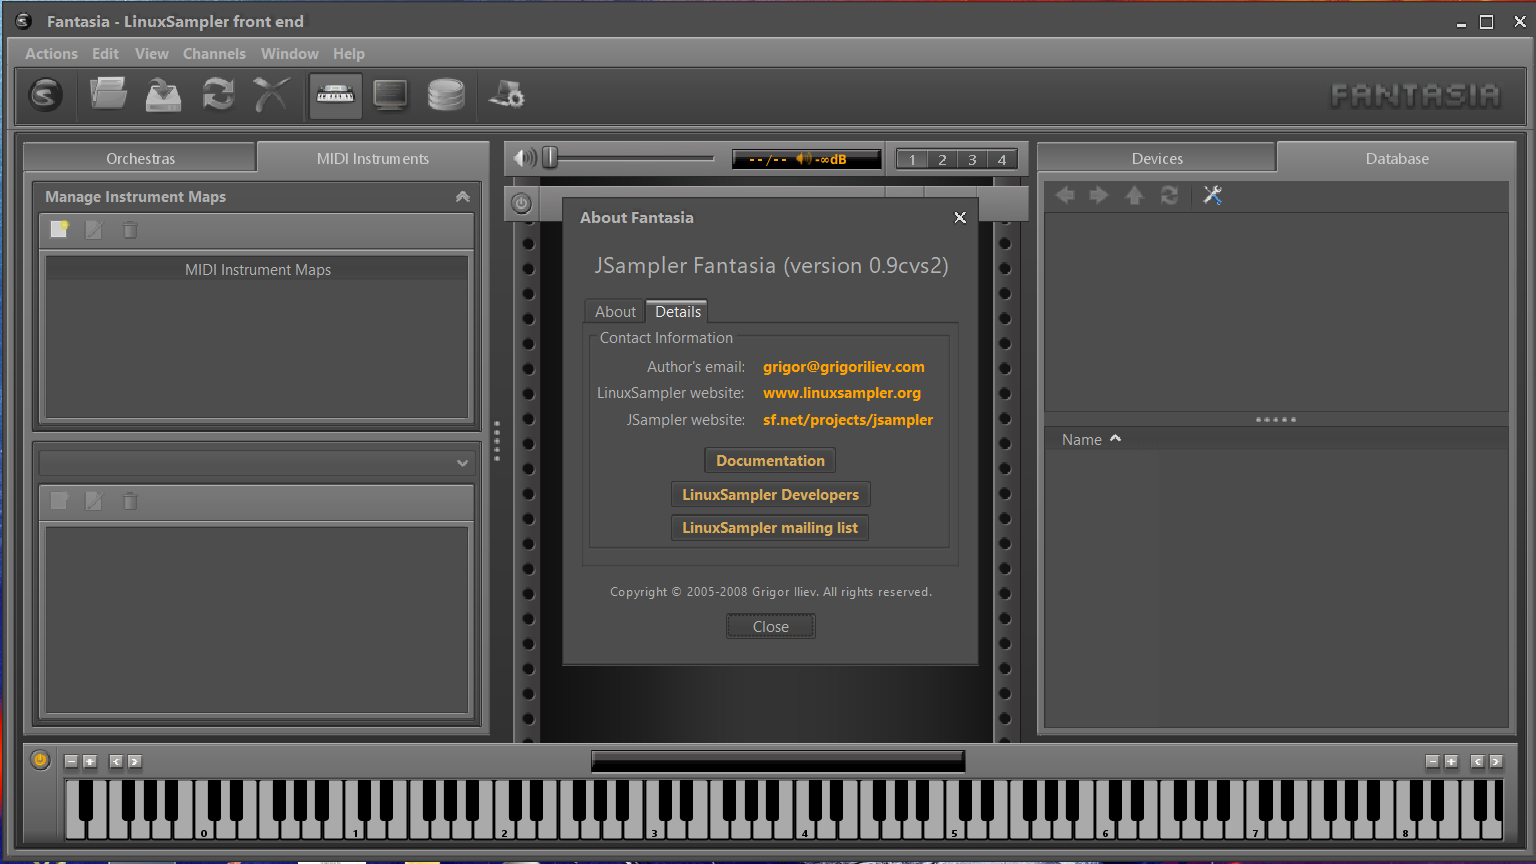 Fantasia - LinuxSampler front end
Actions Edit View Channels Window Help
FANTASIA
Orchestras MIDI Instruments
--/-- -∞dB
1 2 3 4
Devices Database
Manage Instrument Maps
MIDI Instrument Maps
About Fantasia
JSampler Fantasia (version 0.9cvs2)
About Details
Contact Information
Author's email: grigor@grigoriliev.com
LinuxSampler website: www.linuxsampler.org
JSampler website: sf.net/projects/jsampler
Documentation
LinuxSampler Developers
LinuxSampler mailing list
Copyright © 2005-2008 Grigor Iliev. All rights reserved.
Close
Name
0 1 2 3 4 5 6 7 8